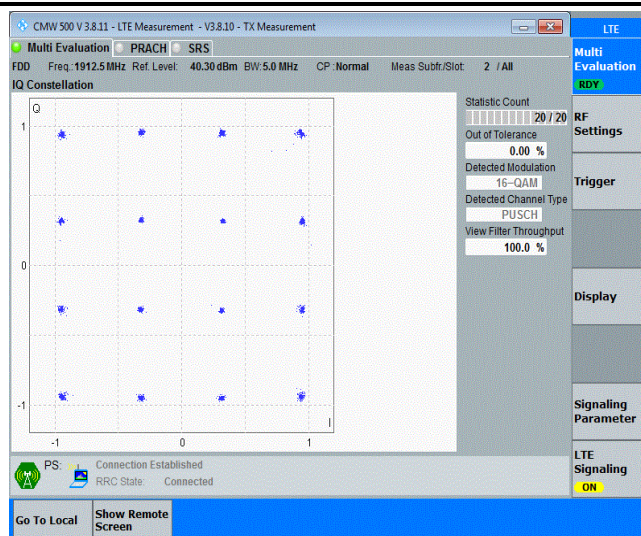 CMW 500 V 3.8.11 - LTE Measurement - V3.8.10 - TX Measurement
LTE
Multi Evaluation PRACH SRS
Multi
Evaluation
RDY
FDD Freq.:1912.5 MHz Ref. Level: 40.30 dBm BW:5.0 MHz CP :Normal Meas Subfr./Slot: 2 / All
IQ Constellation
Q
1
0
-1
I
-1 0 1
Statistic Count
20 / 20
Out of Tolerance
0.00 %
Detected Modulation
16-QAM
Detected Channel Type
PUSCH
View Filter Throughput
100.0 %
RF
Settings
Trigger
Display
Signaling
Parameter
LTE
Signaling
ON
PS: Connection Established
RRC State: Connected
Go To Local
Show Remote
Screen